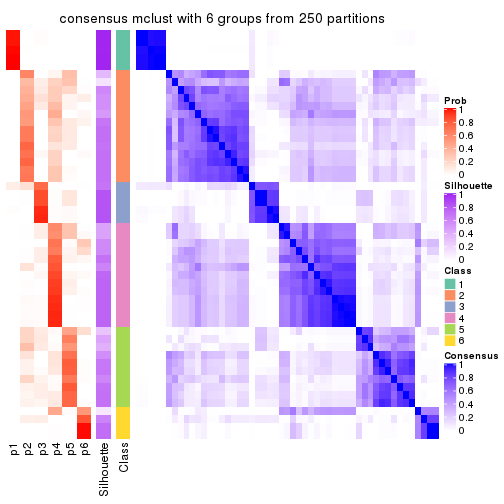 consensus mclust with 6 groups from 250 partitions
Prob
1
0.8
0.6
0.4
0.2
0
Silhouette
1
0.8
0.6
0.4
0.2
0
Class
1
2
3
4
5
6
Consensus
1
0.8
0.6
0.4
0.2
0
p1
p2
p3
p4
p5
p6
Silhouette
Class